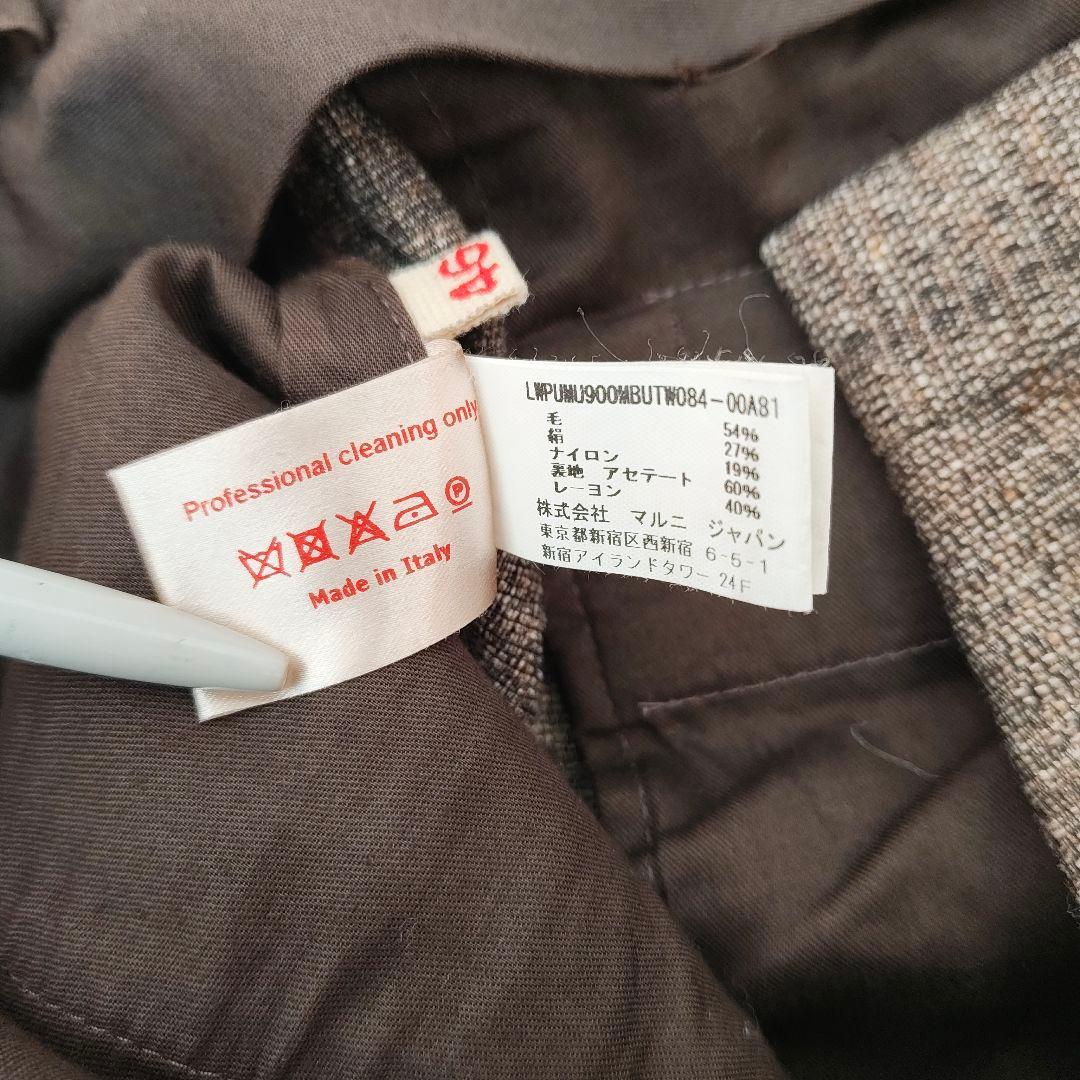 Professional cleaning only
P
Made in Italy
LWPUMU900MBUTW084-00A81
毛 54%
絹 27%
ナイロン 19%
裏地 アセテート 60%
レーヨン 40%
株式会社 マルニ ジャパン
東京都新宿区西新宿 6-5-1
新宿アイランドタワー 24F